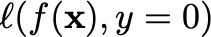 ℓ(f(𝐱), y = 0)